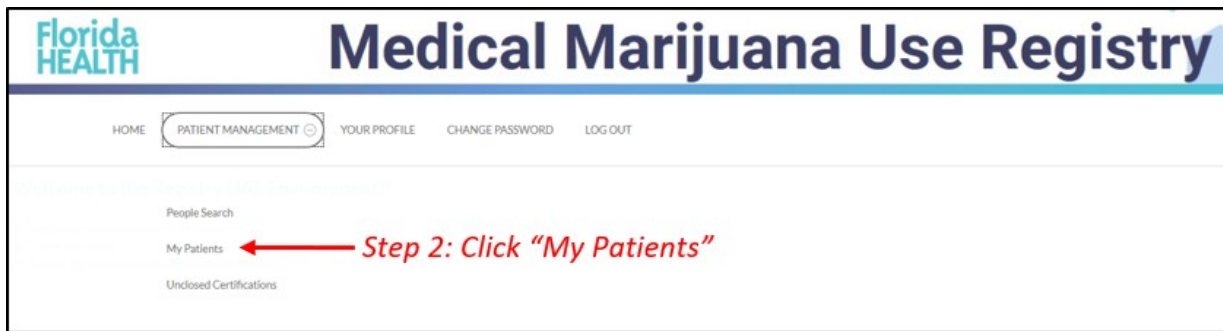 Florida
HEALTH
Medical Marijuana Use Registry
HOME PATIENT MANAGEMENT YOUR PROFILE CHANGE PASSWORD LOG OUT
People Search
My Patients
Step 2: Click “My Patients”
Unclosed Certifications